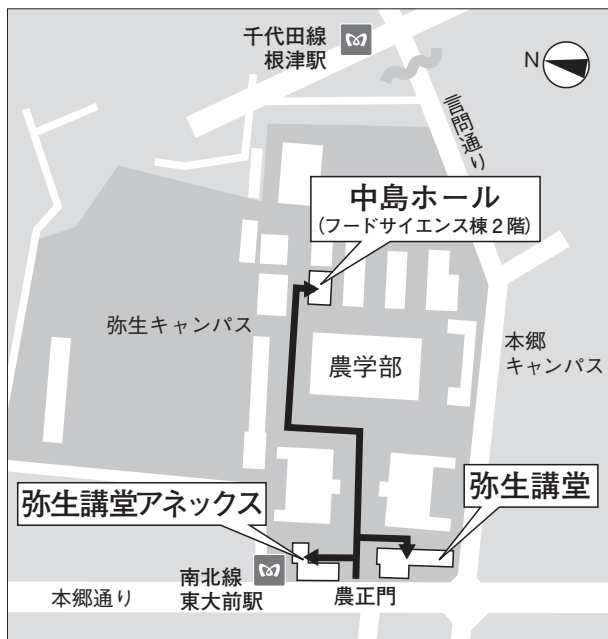 千代田線
根津駅
N
言問通り
中島ホール
(フードサイエンス棟2階)
弥生キャンパス
本郷
キャンパス
農学部
弥生講堂アネックス
弥生講堂
南北線
東大前駅
本郷通り
農正門